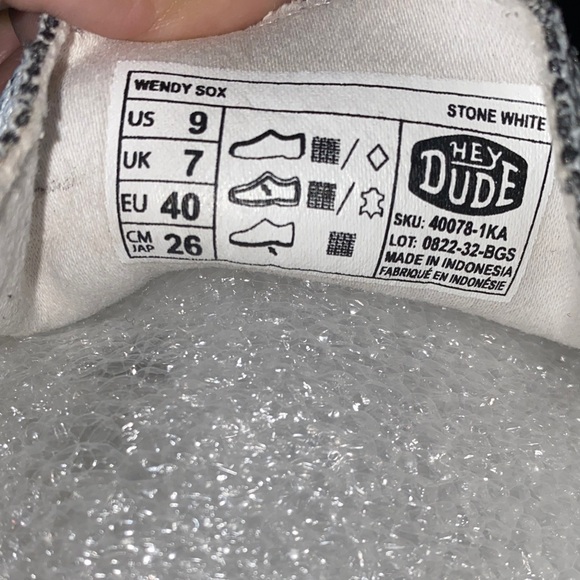 WENDY SOX
STONE WHITE
US 9
UK 7
EU 40
CM JAP 26
HEY
DUDE
SKU: 40078-1KA
LOT: 0822-32-BGS
MADE IN INDONESIA
FABRIQUÉ EN INDONÉSIE